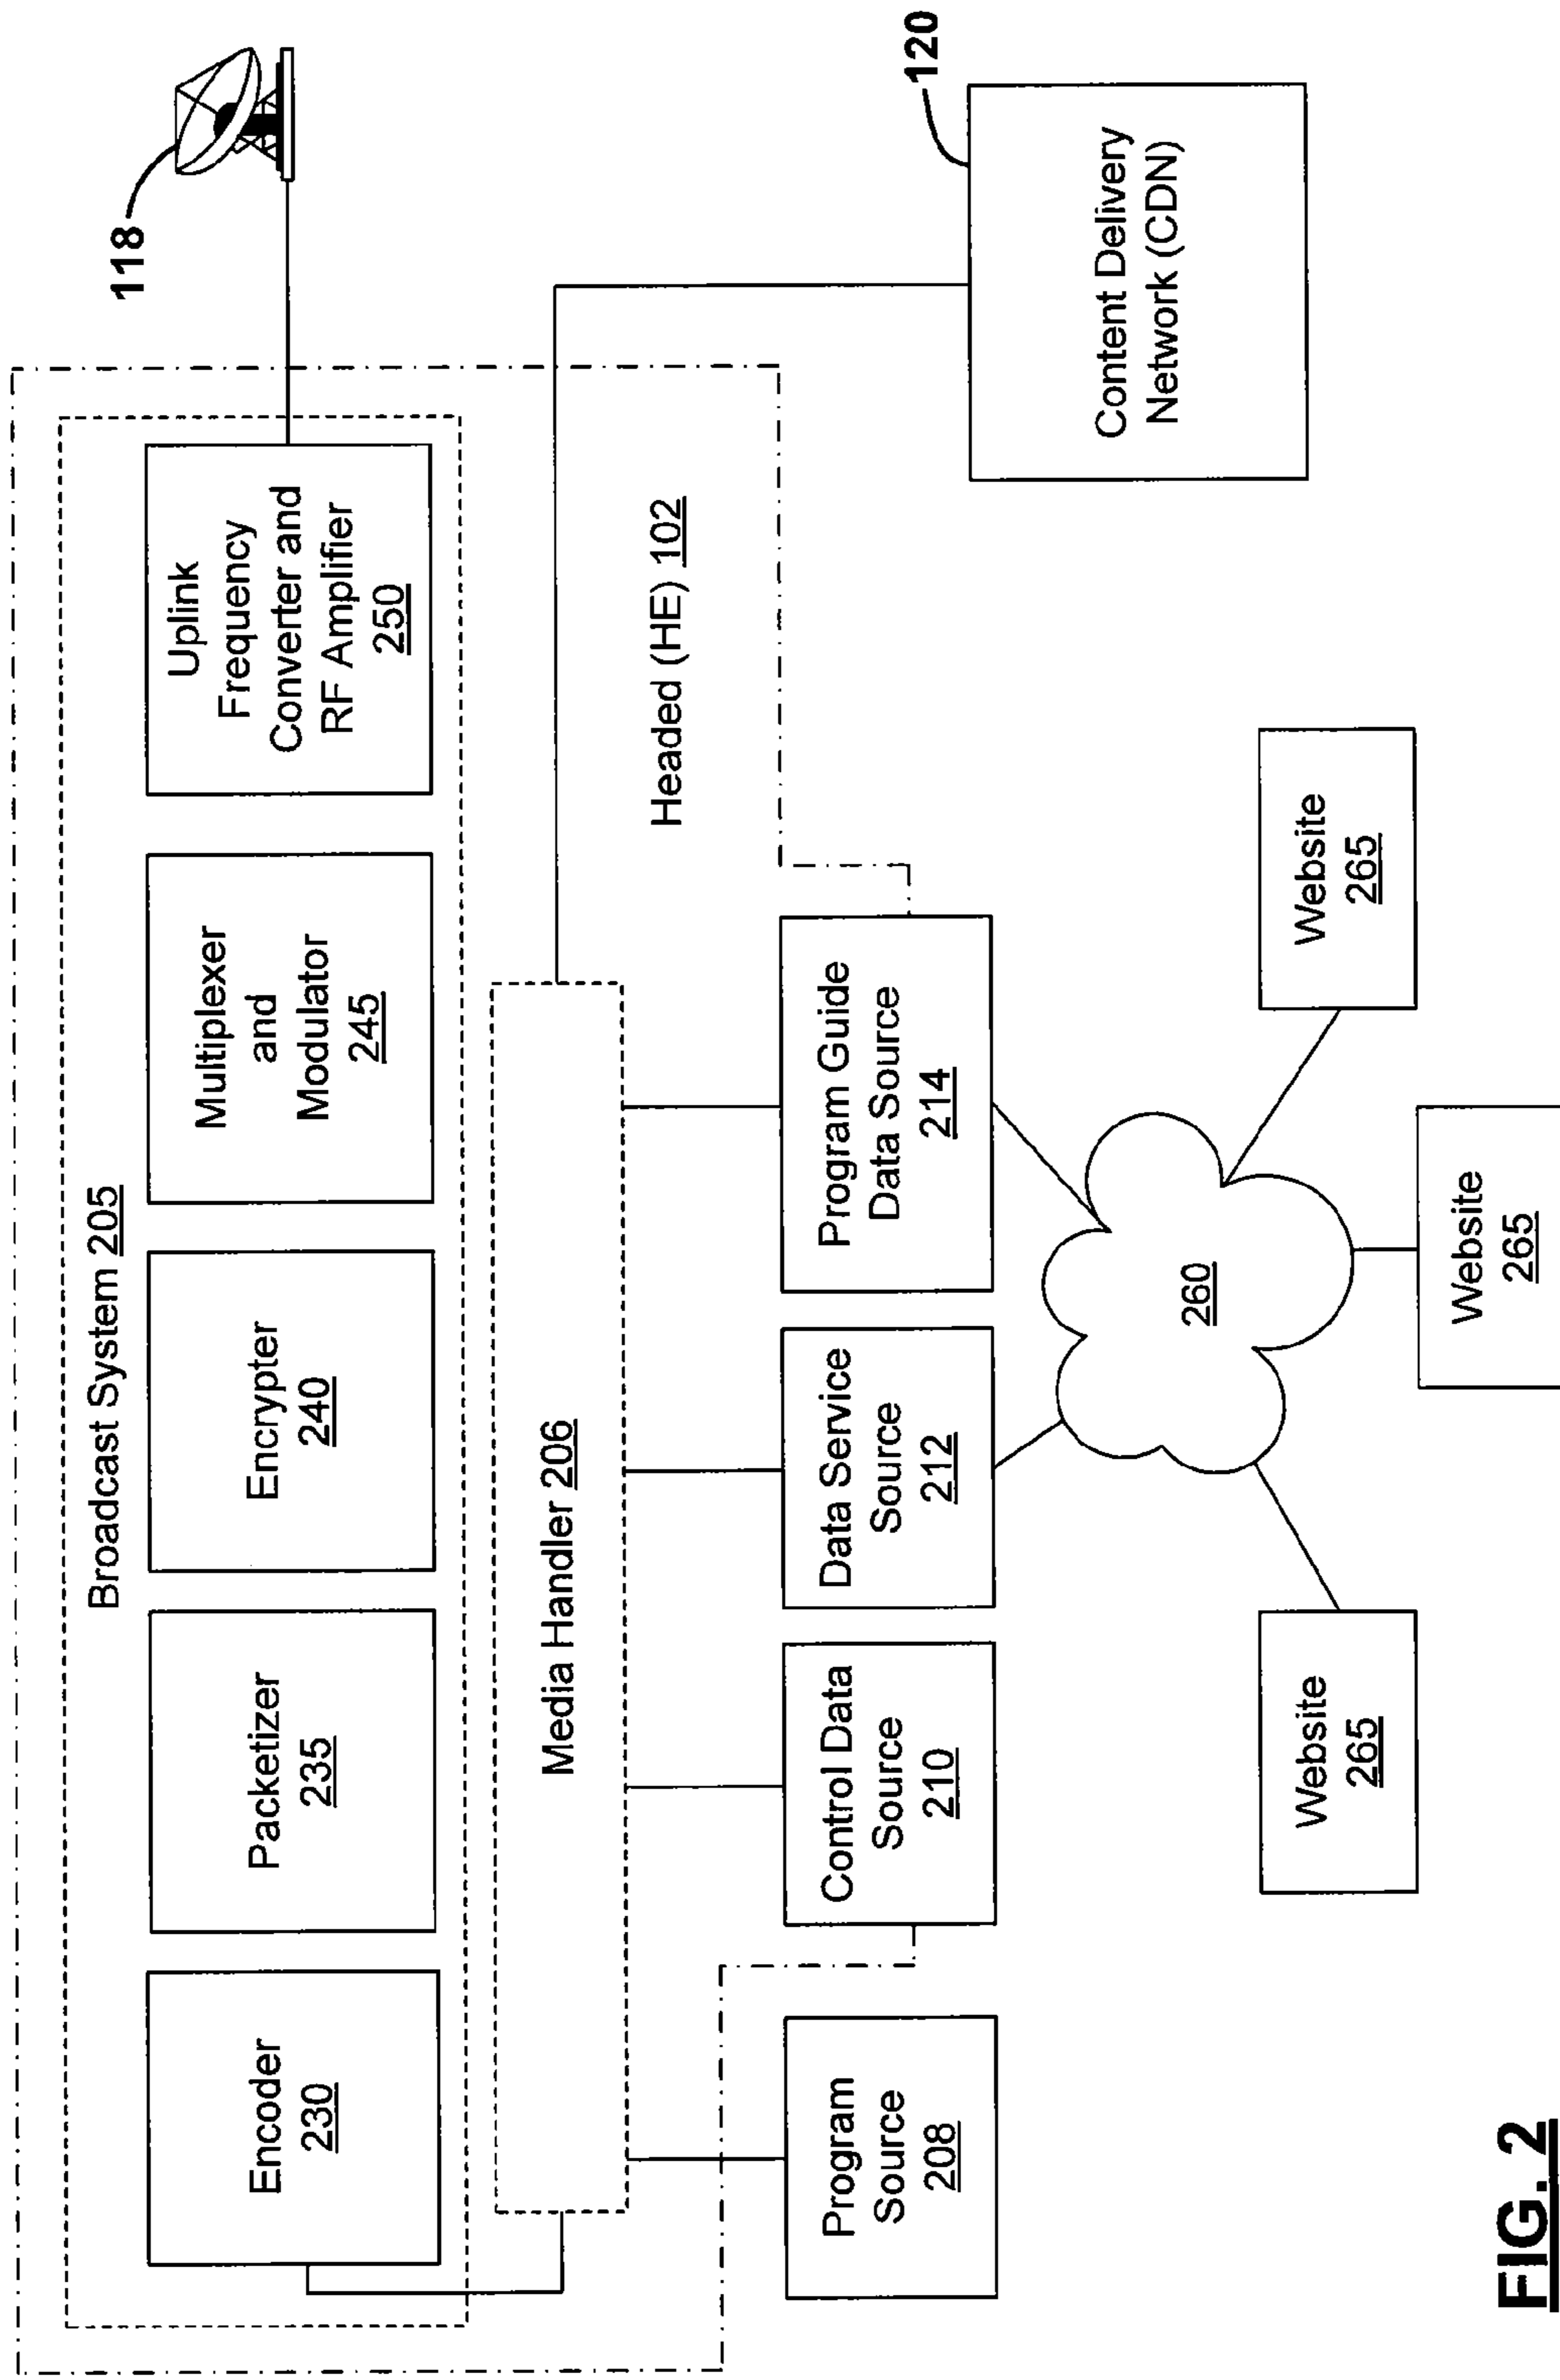 118
Broadcast System 205
Encoder
230
Packetizer
235
Encrypter
240
Multiplexer
and
Modulator
245
Uplink
Frequency
Converter and
RF Amplifier
250
Media Handler 206
Headed (HE) 102
120
Program
Source
208
Control Data
Source
210
Data Service
Source
212
Program Guide
Data Source
214
Content Delivery
Network (CDN)
260
Website
265
Website
265
Website
265
FIG. 2